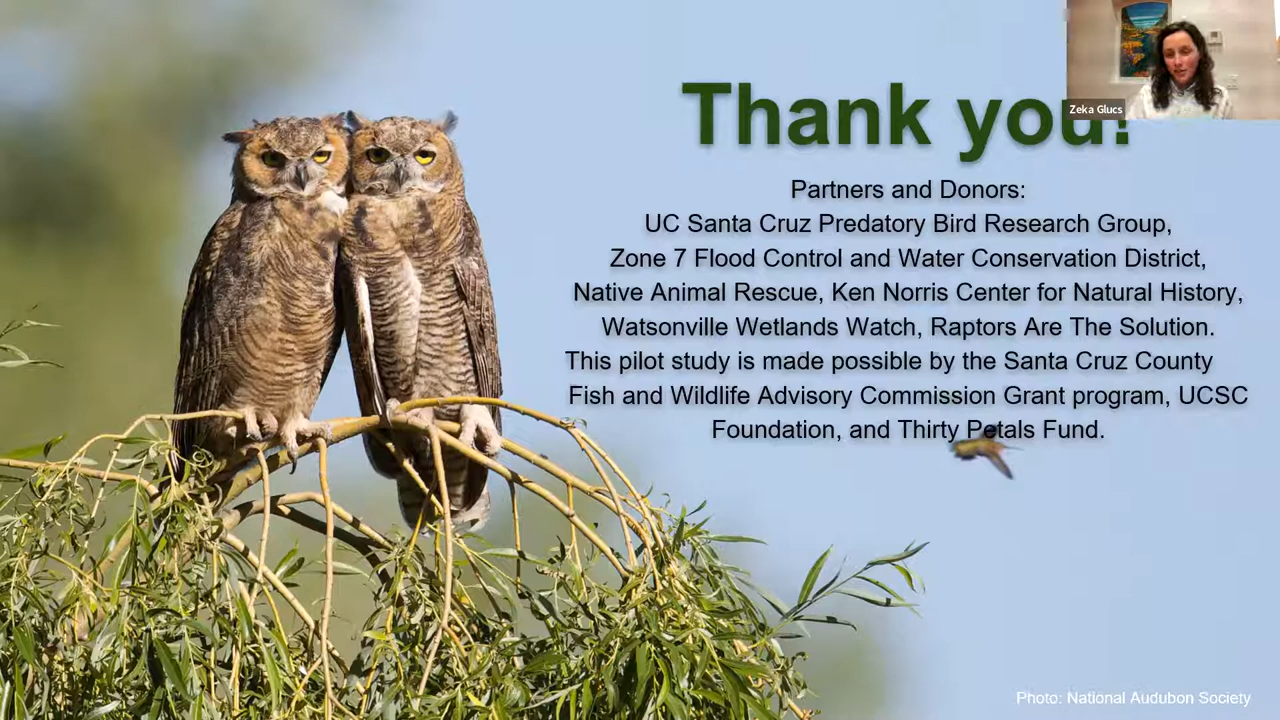 Thank you!
Zeka Glucs
Partners and Donors:
UC Santa Cruz Predatory Bird Research Group,
Zone 7 Flood Control and Water Conservation District,
Native Animal Rescue, Ken Norris Center for Natural History,
Watsonville Wetlands Watch, Raptors Are The Solution.
This pilot study is made possible by the Santa Cruz County
Fish and Wildlife Advisory Commission Grant program, UCSC
Foundation, and Thirty Petals Fund.
Photo: National Audubon Society